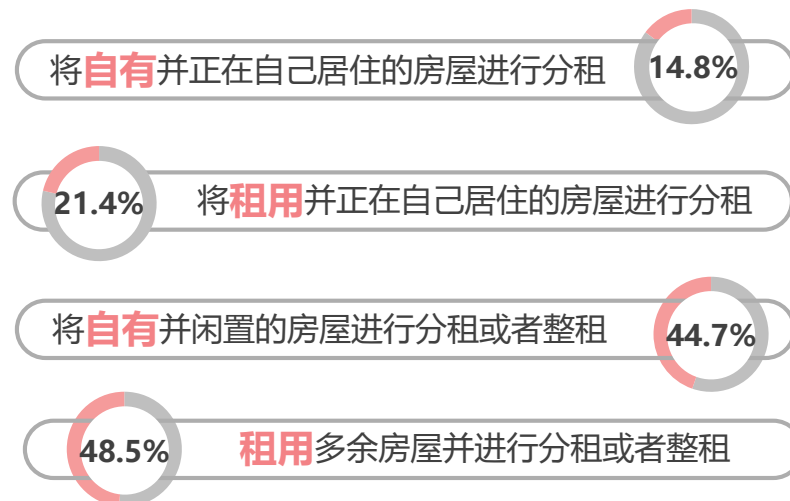 将自有并正在自己居住的房屋进行分租 14.8%
21.4% 将租用并正在自己居住的房屋进行分租
将自有并闲置的房屋进行分租或者整租 44.7%
48.5% 租用多余房屋并进行分租或者整租